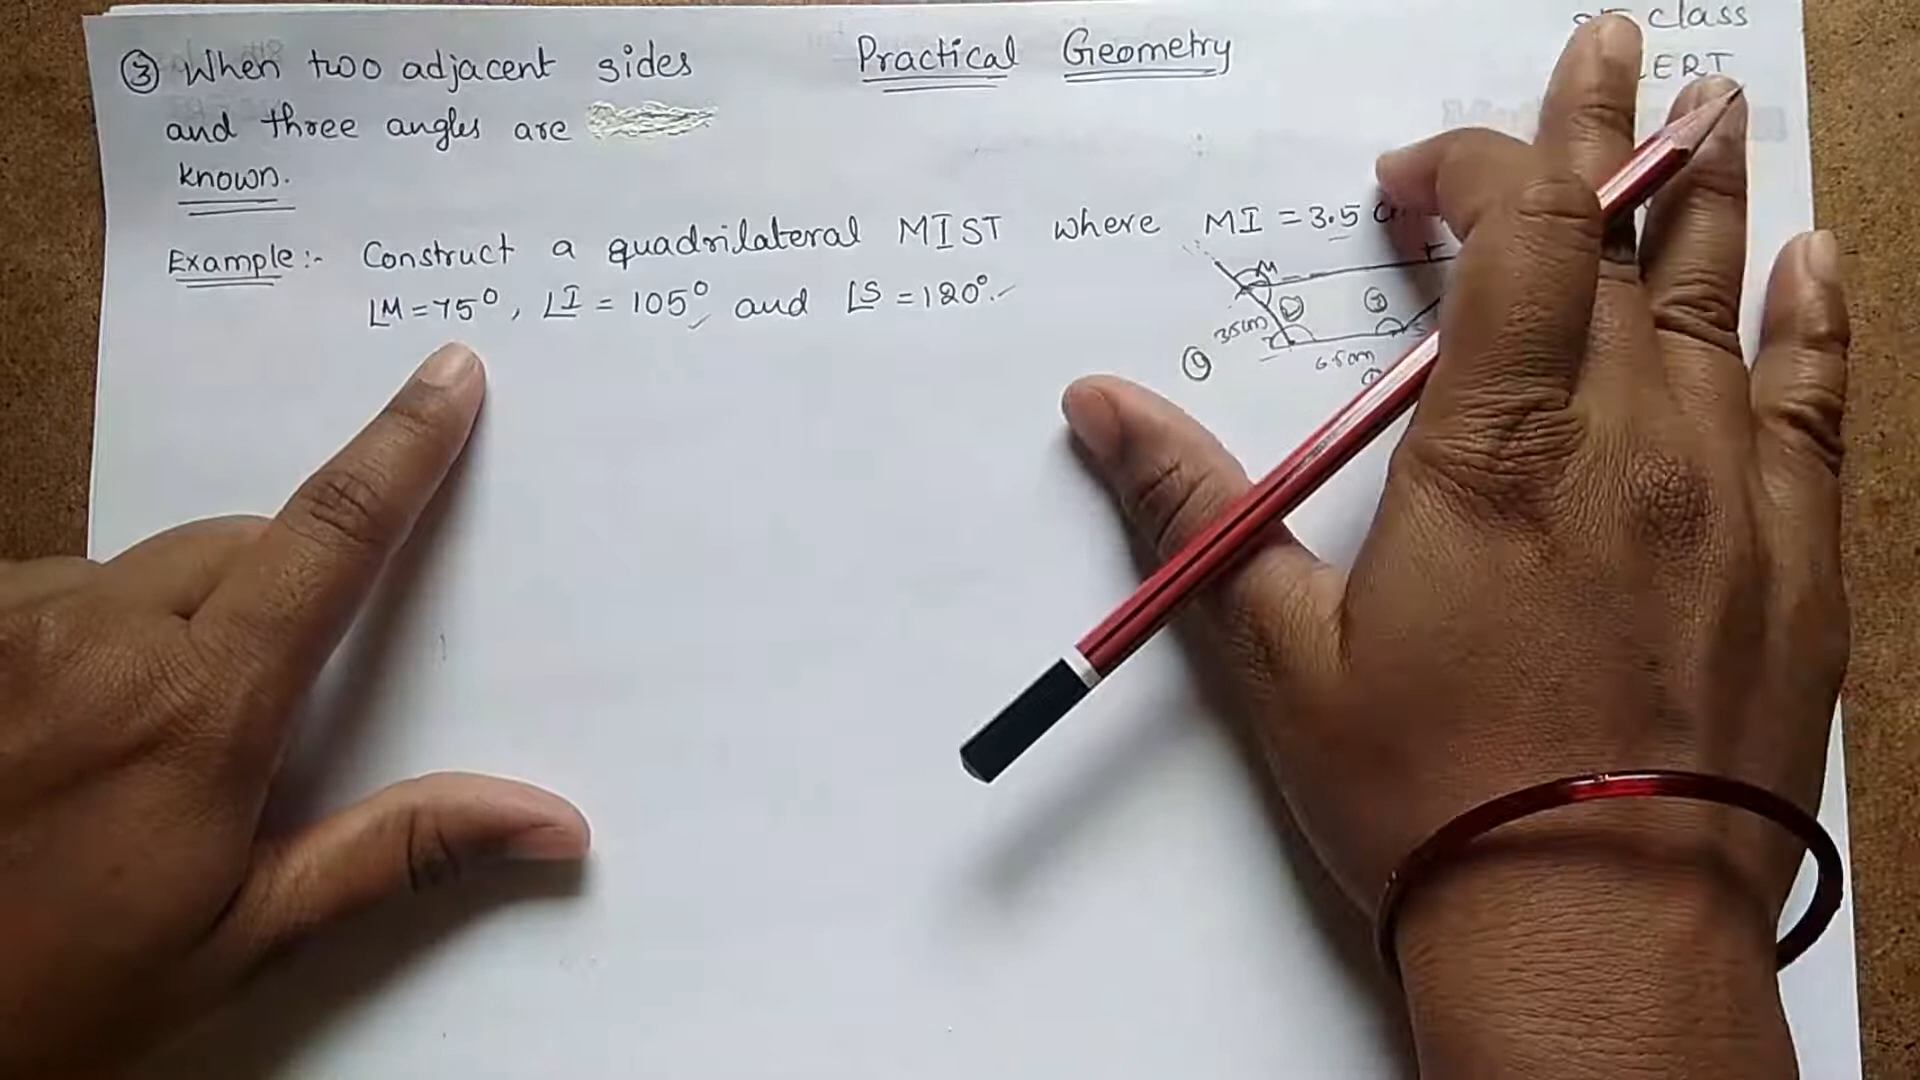 ③ When two adjacent sides
and three angles are
known.
Practical Geometry
Class
ERT
Example:- Construct a quadrilateral MIST where MI = 3.5
∠M=75°, ∠I = 105° and ∠S =120°.
M
3.5cm
I
6.5cm
S